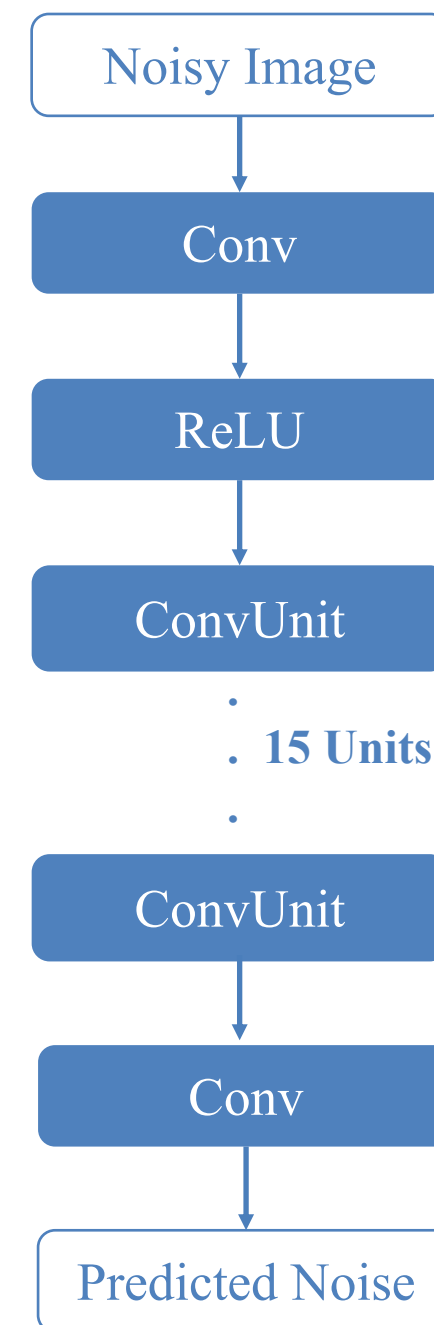 Noisy Image
Conv
ReLU
ConvUnit
.
. 15 Units
.
ConvUnit
Conv
Predicted Noise